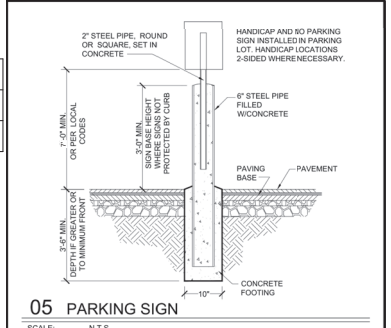 2" STEEL PIPE, ROUND
OR SQUARE, SET IN
CONCRETE
HANDICAP AND NO PARKING
SIGN INSTALLED IN PARKING
LOT. HANDICAP LOCATIONS
2-SIDED WHERE NECESSARY.
7'-0" MIN.
OR PER LOCAL
CODES
3'-0" MIN.
SIGN BASE HEIGHT
WHERE SIGNS NOT
PROTECTED BY CURB
6" STEEL PIPE
FILLED
W/CONCRETE
PAVING
BASE
PAVEMENT
3'-6" MIN.
DEPTH IF GREATER OR
TO MINIMUM FRONT
10"
CONCRETE
FOOTING
05 PARKING SIGN
SCALE: N.T.S.